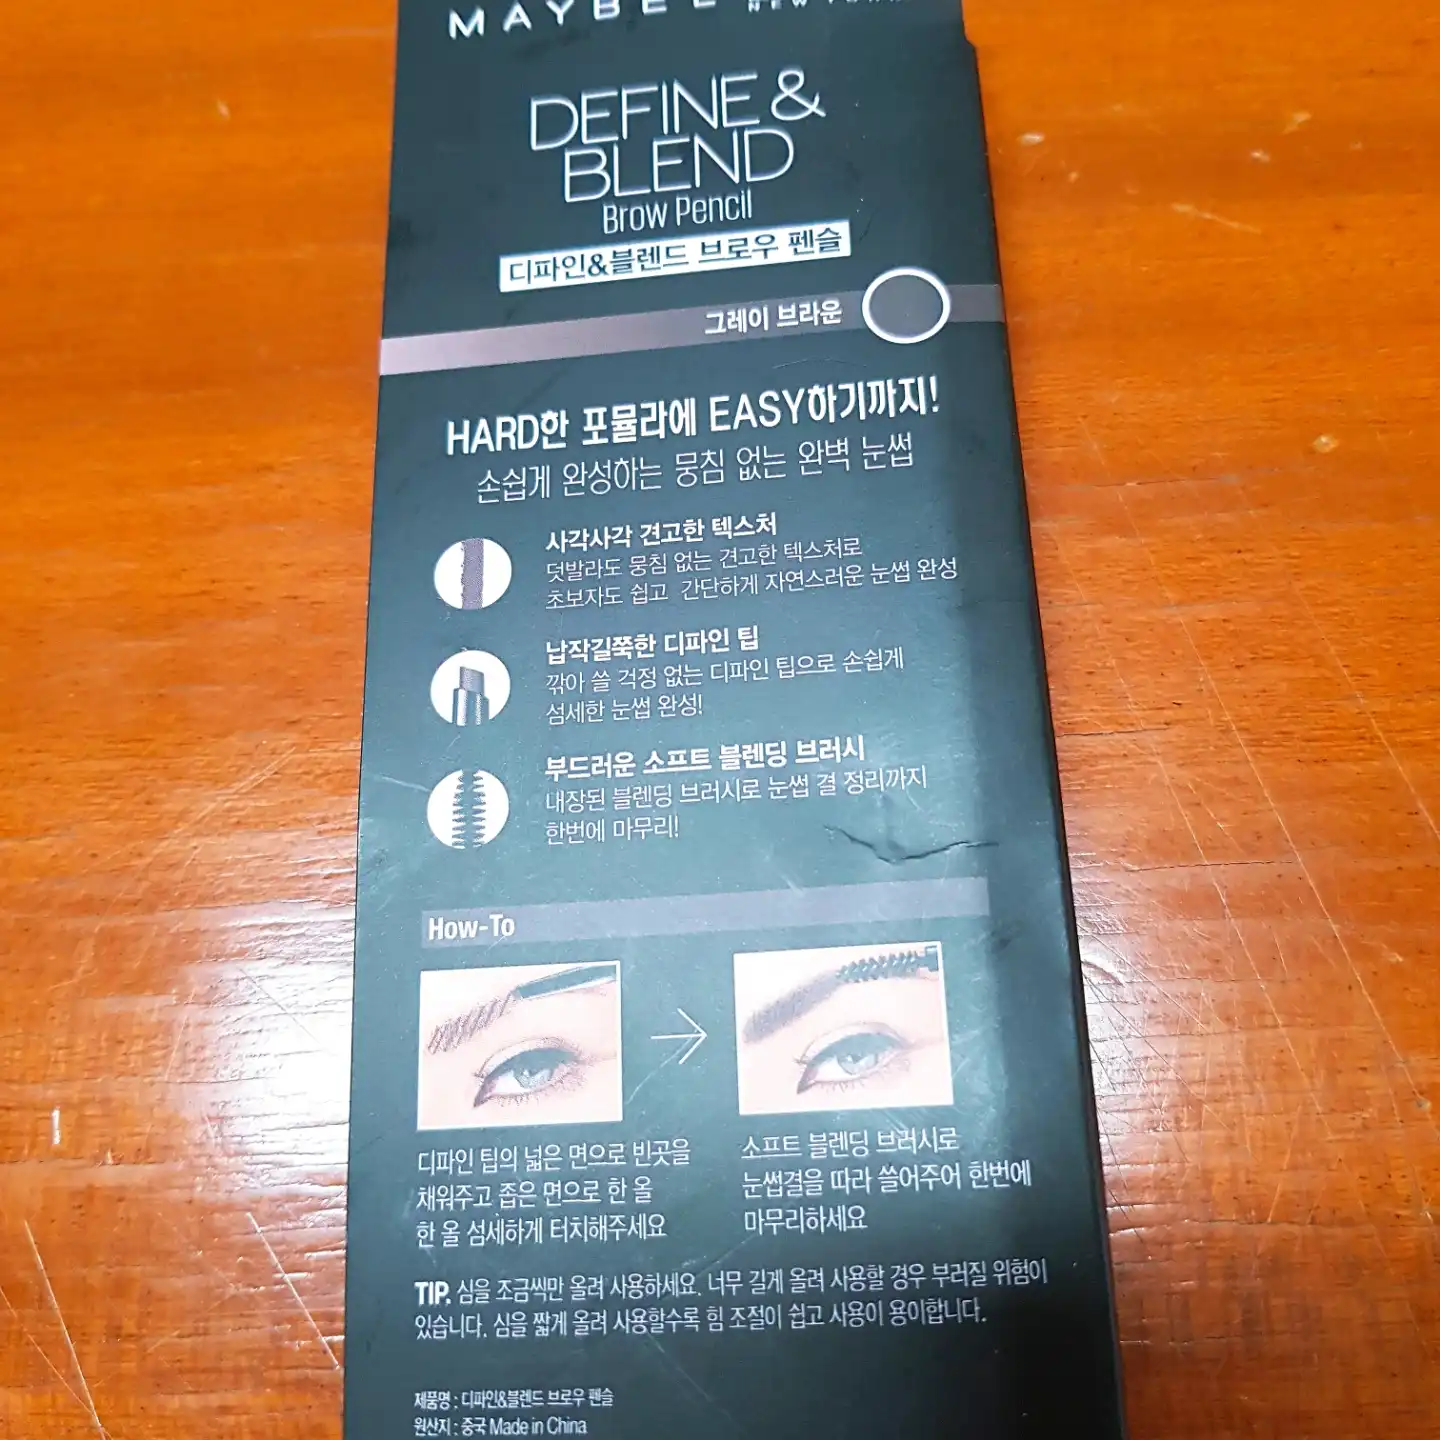 MAYBEL
DEFINE &
BLEND
Brow Pencil
디파인&블렌드 브로우 펜슬
그레이 브라운
HARD한 포뮬라에 EASY하기까지!
손쉽게 완성하는 뭉침 없는 완벽 눈썹
사각사각 견고한 텍스처
덧발라도 뭉침 없는 견고한 텍스처로
초보자도 쉽고 간단하게 자연스러운 눈썹 완성
납작길쭉한 디파인 팁
깎아 쓸 걱정 없는 디파인 팁으로 손쉽게
섬세한 눈썹 완성!
부드러운 소프트 블렌딩 브러시
내장된 블렌딩 브러시로 눈썹 결 정리까지
한번에 마무리!
How-To
디파인 팁의 넓은 면으로 빈곳을
채워주고 좁은 면으로 한 올
한 올 섬세하게 터치해주세요
소프트 블렌딩 브러시로
눈썹결을 따라 쓸어주어 한번에
마무리하세요
TIP. 심을 조금씩만 올려 사용하세요. 너무 길게 올려 사용할 경우 부러질 위험이
있습니다. 심을 짧게 올려 사용할수록 힘 조절이 쉽고 사용이 용이합니다.
제품명 : 디파인&블렌드 브로우 펜슬
원산지 : 중국 Made in China